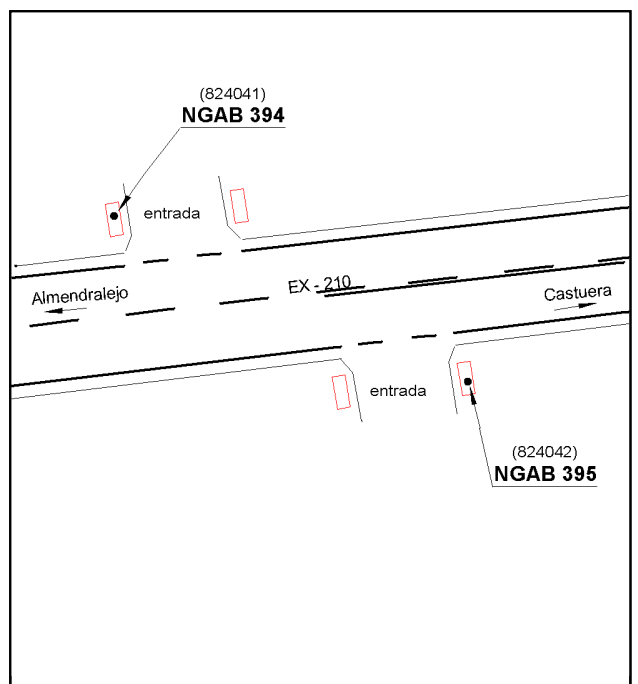 (824041)
NGAB 394
entrada
Almendralejo
EX - 210
Castuera
entrada
(824042)
NGAB 395